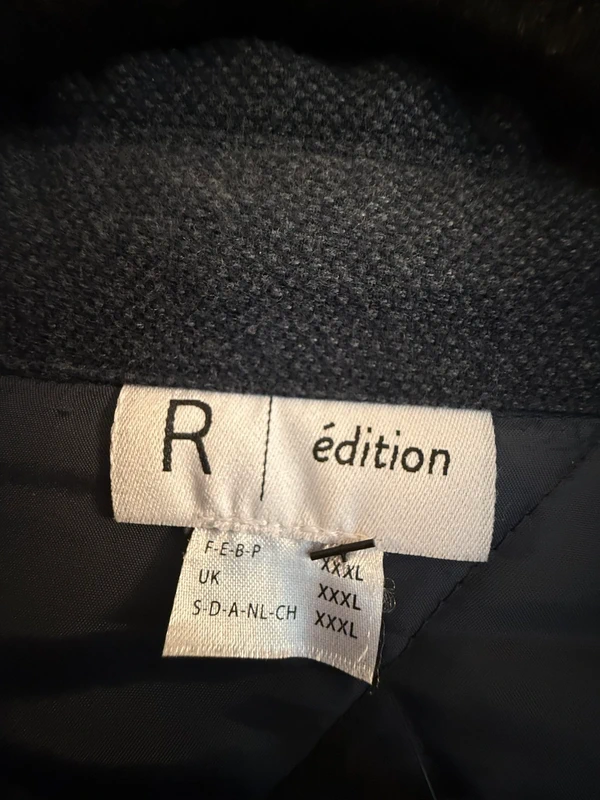 R | édition
F-E-B-P XXXL
UK XXXL
S-D-A-NL-CH XXXL